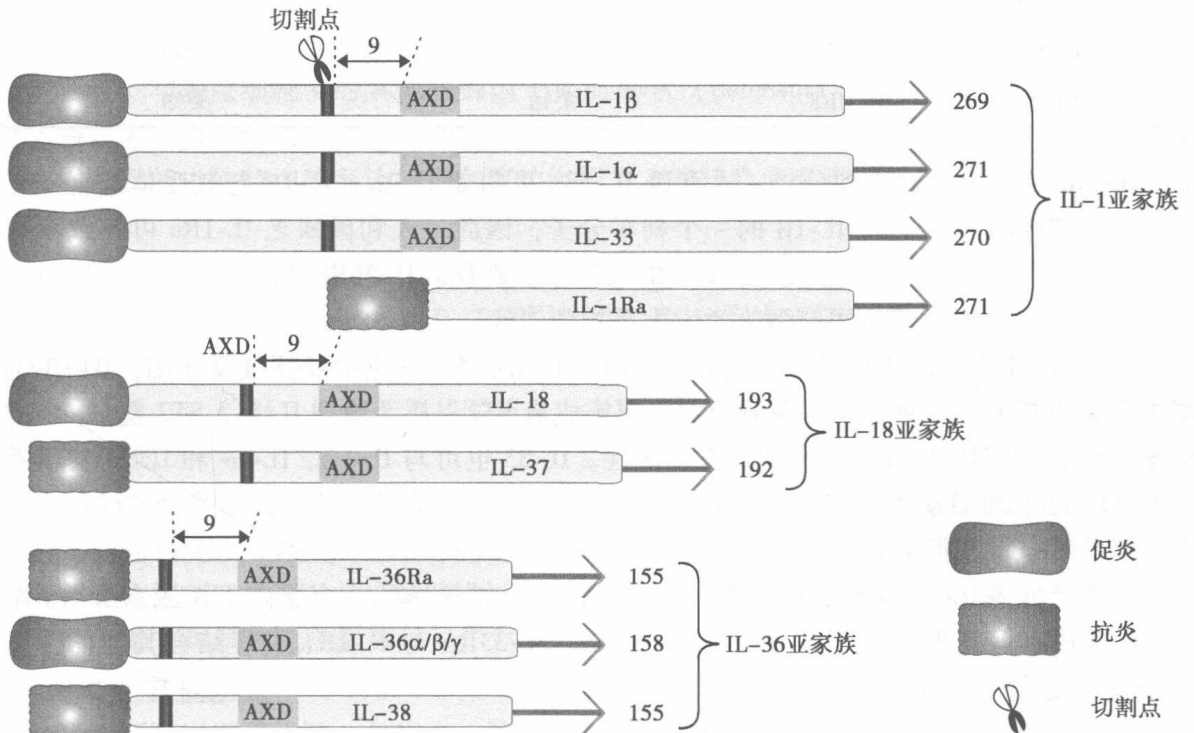 切割点
9
AXD IL-1β 269
AXD IL-1α 271
AXD IL-33 270
IL-1Ra 271
IL-1亚家族
AXD 9
AXD IL-18 193
AXD IL-37 192
IL-18亚家族
9
AXD IL-36Ra 155
AXD IL-36α/β/γ 158
AXD IL-38 155
IL-36亚家族
促炎
抗炎
切割点